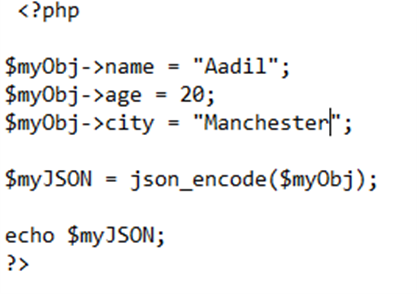 <?php
$myObj->name = "Aadil";
$myObj->age = 20;
$myObj->city = "Manchester";
$myJSON = json_encode($myObj);
echo $myJSON;
?>